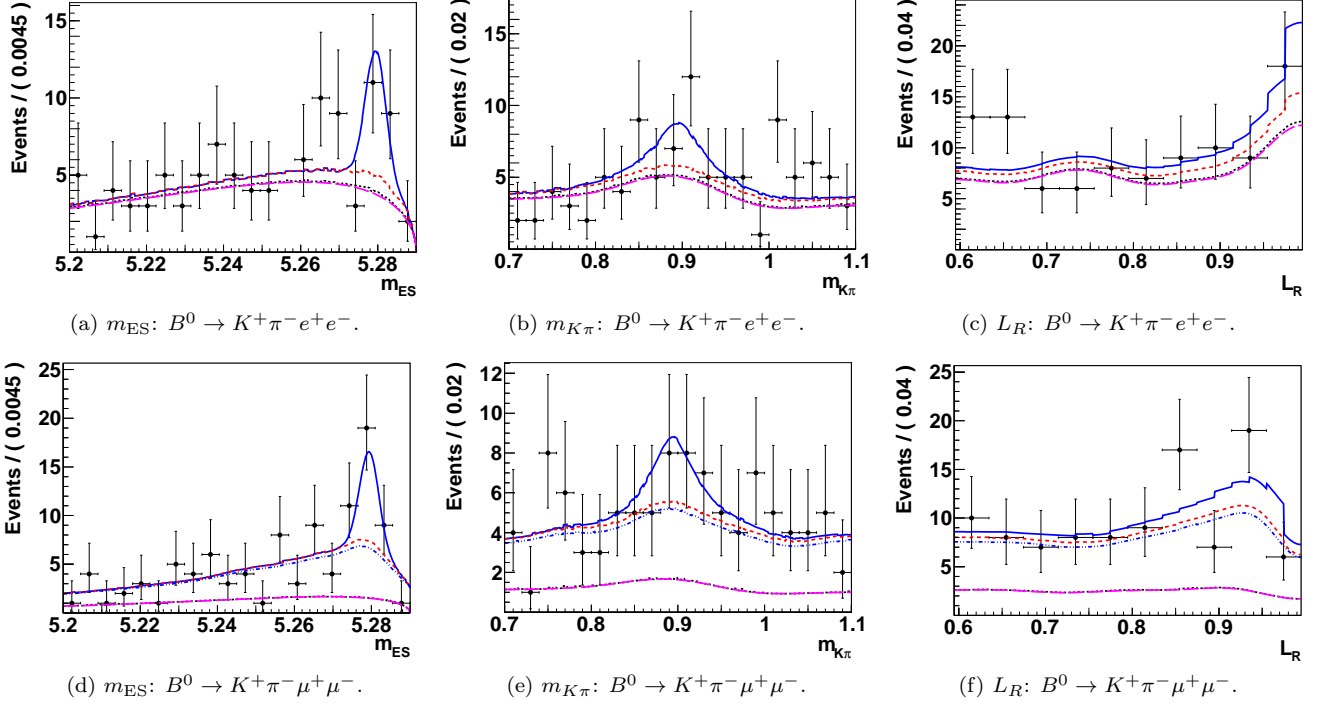 Events / ( 0.0045 )
15
10
5
5.2 5.22 5.24 5.26 5.28
m_ES
(a) m_ES: B^0 → K^+π^−e^+e^−.
Events / ( 0.02 )
15
10
5
0.7 0.8 0.9 1 1.1
m_Kπ
(b) m_Kπ: B^0 → K^+π^−e^+e^−.
Events / ( 0.04 )
20
15
10
5
0.6 0.7 0.8 0.9
L_R
(c) L_R: B^0 → K^+π^−e^+e^−.
Events / ( 0.0045 )
25
20
15
10
5
5.2 5.22 5.24 5.26 5.28
m_ES
(d) m_ES: B^0 → K^+π^−μ^+μ^−.
Events / ( 0.02 )
12
10
8
6
4
2
0.7 0.8 0.9 1 1.1
m_Kπ
(e) m_Kπ: B^0 → K^+π^−μ^+μ^−.
Events / ( 0.04 )
25
20
15
10
5
0.6 0.7 0.8 0.9
L_R
(f) L_R: B^0 → K^+π^−μ^+μ^−.